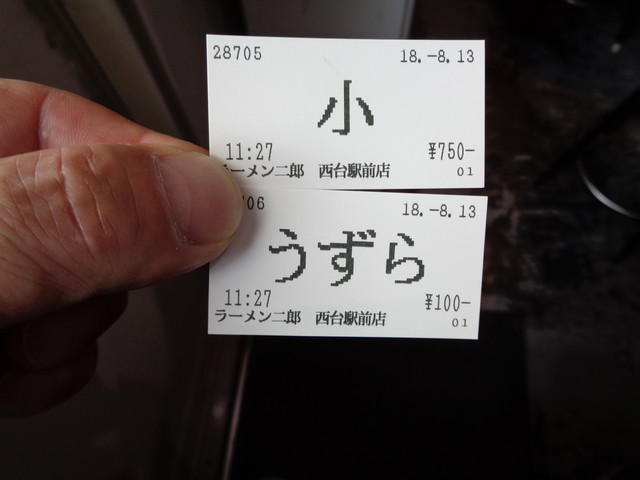 28705 18.-8.13
小
11:27 ¥750-
ーメン二郎 西台駅前店 01
06 18.-8.13
うずら
11:27 ¥100-
ラーメン二郎 西台駅前店 01